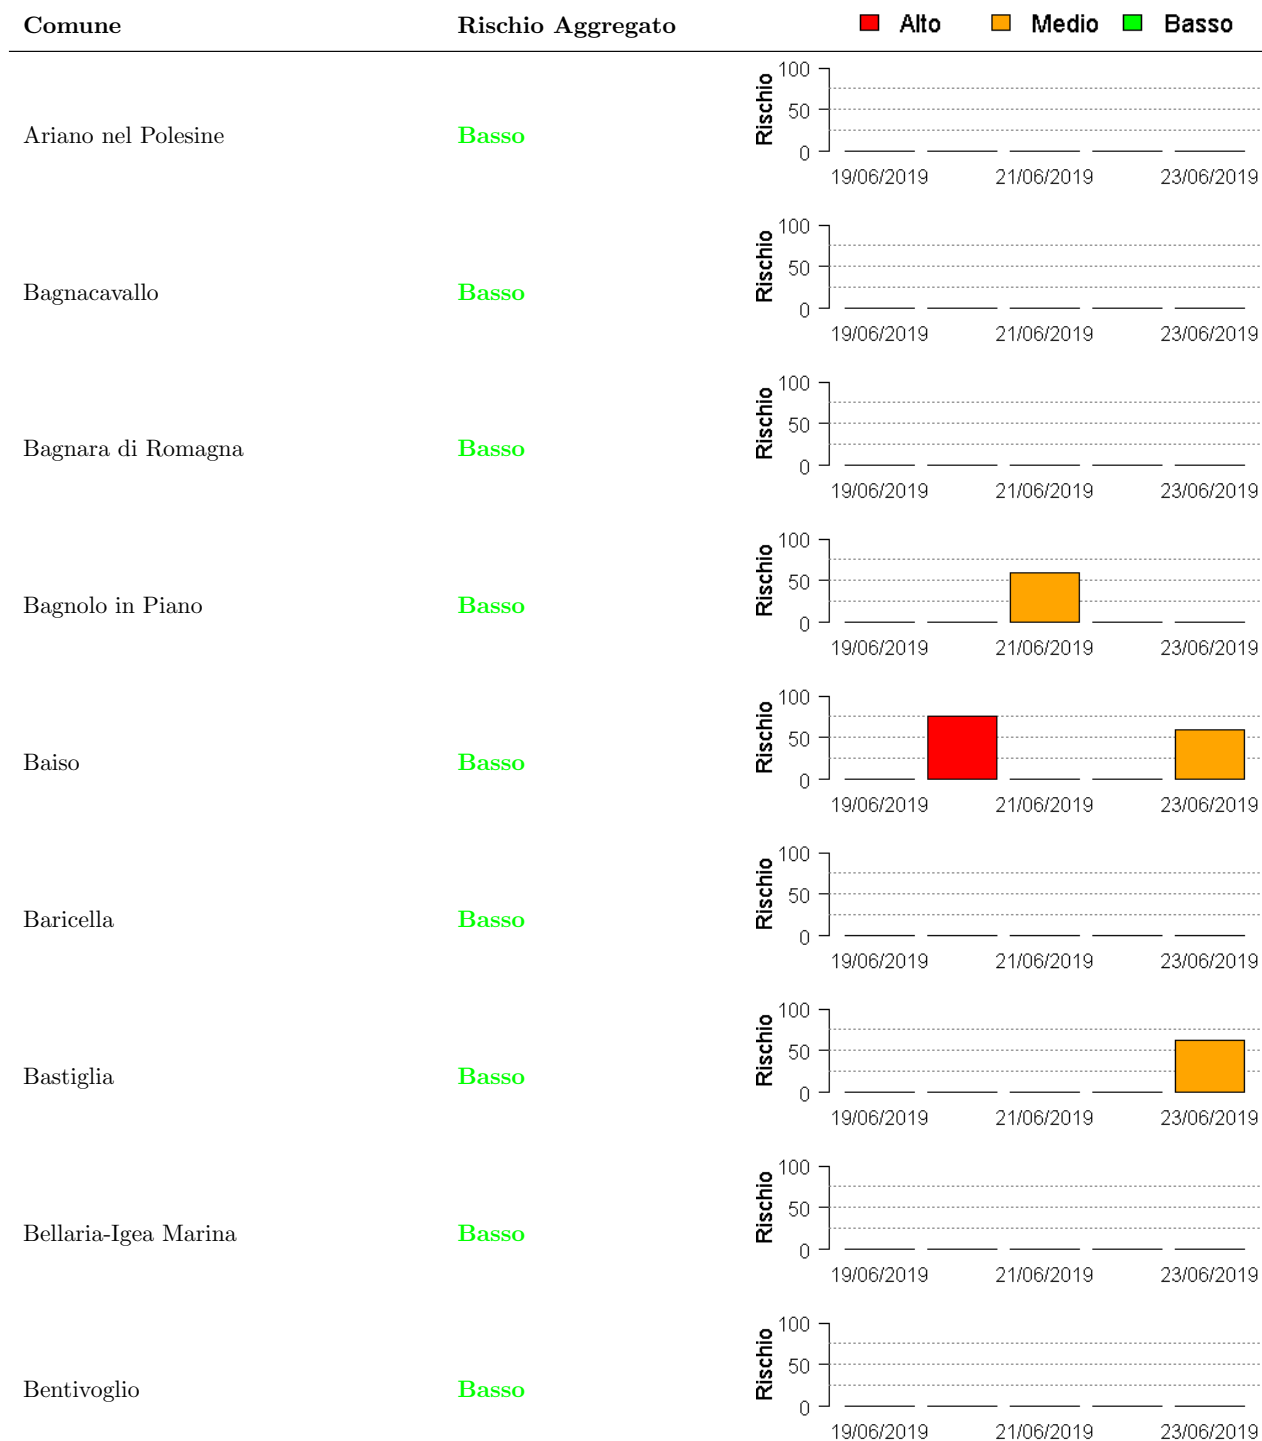 Comune Rischio Aggregato Alto Medio Basso
100
50
0
Rischio
Ariano nel Polesine Basso
19/06/2019 21/06/2019 23/06/2019
100
50
0
Rischio
Bagnacavallo Basso
19/06/2019 21/06/2019 23/06/2019
100
50
0
Rischio
Bagnara di Romagna Basso
19/06/2019 21/06/2019 23/06/2019
100
50
0
Rischio
Bagnolo in Piano Basso
19/06/2019 21/06/2019 23/06/2019
100
50
0
Rischio
Baiso Basso
19/06/2019 21/06/2019 23/06/2019
100
50
0
Rischio
Baricella Basso
19/06/2019 21/06/2019 23/06/2019
100
50
0
Rischio
Bastiglia Basso
19/06/2019 21/06/2019 23/06/2019
100
50
0
Rischio
Bellaria-Igea Marina Basso
19/06/2019 21/06/2019 23/06/2019
100
50
0
Rischio
Bentivoglio Basso
19/06/2019 21/06/2019 23/06/2019